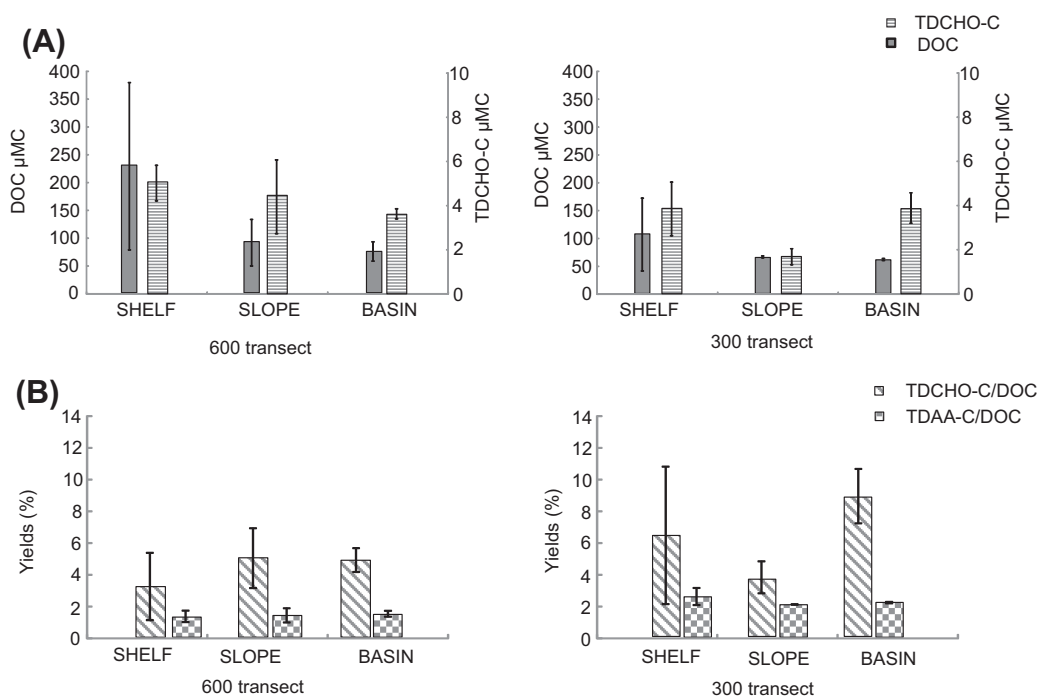 (A)
TDCHO-C
DOC
400
350
300
250
200
150
100
50
0
DOC µMC
10
8
6
4
2
0
TDCHO-C µMC
SHELF SLOPE BASIN
600 transect
400
350
300
250
200
150
100
50
0
DOC µMC
10
8
6
4
2
0
TDCHO-C µMC
SHELF SLOPE BASIN
300 transect
(B)
TDCHO-C/DOC
TDAA-C/DOC
14
12
10
8
6
4
2
0
Yields (%)
SHELF SLOPE BASIN
600 transect
14
12
10
8
6
4
2
0
Yields (%)
SHELF SLOPE BASIN
300 transect